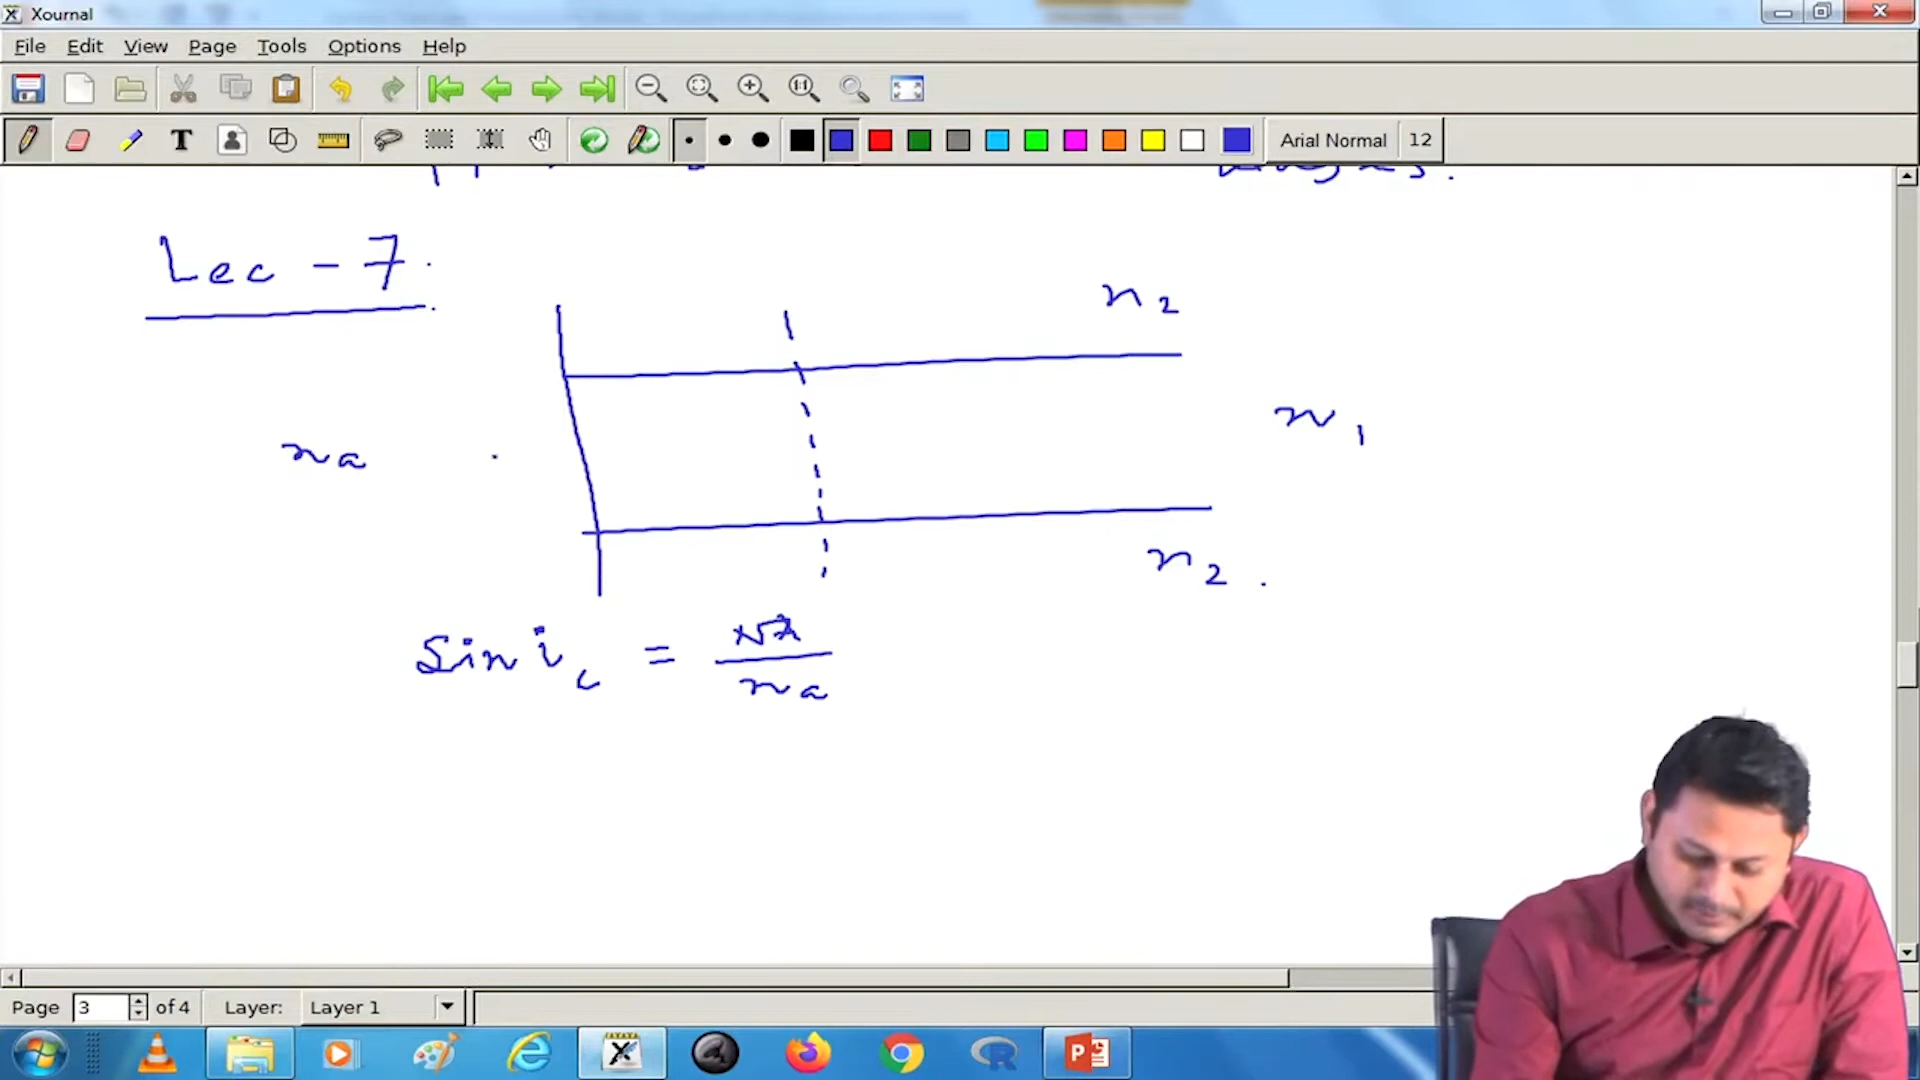 Xournal
File Edit View Page Tools Options Help
Arial Normal 12
Lec - 7.
n2
n1
na
n2.
Sin ic =
na
Page 3 of 4 Layer: Layer 1